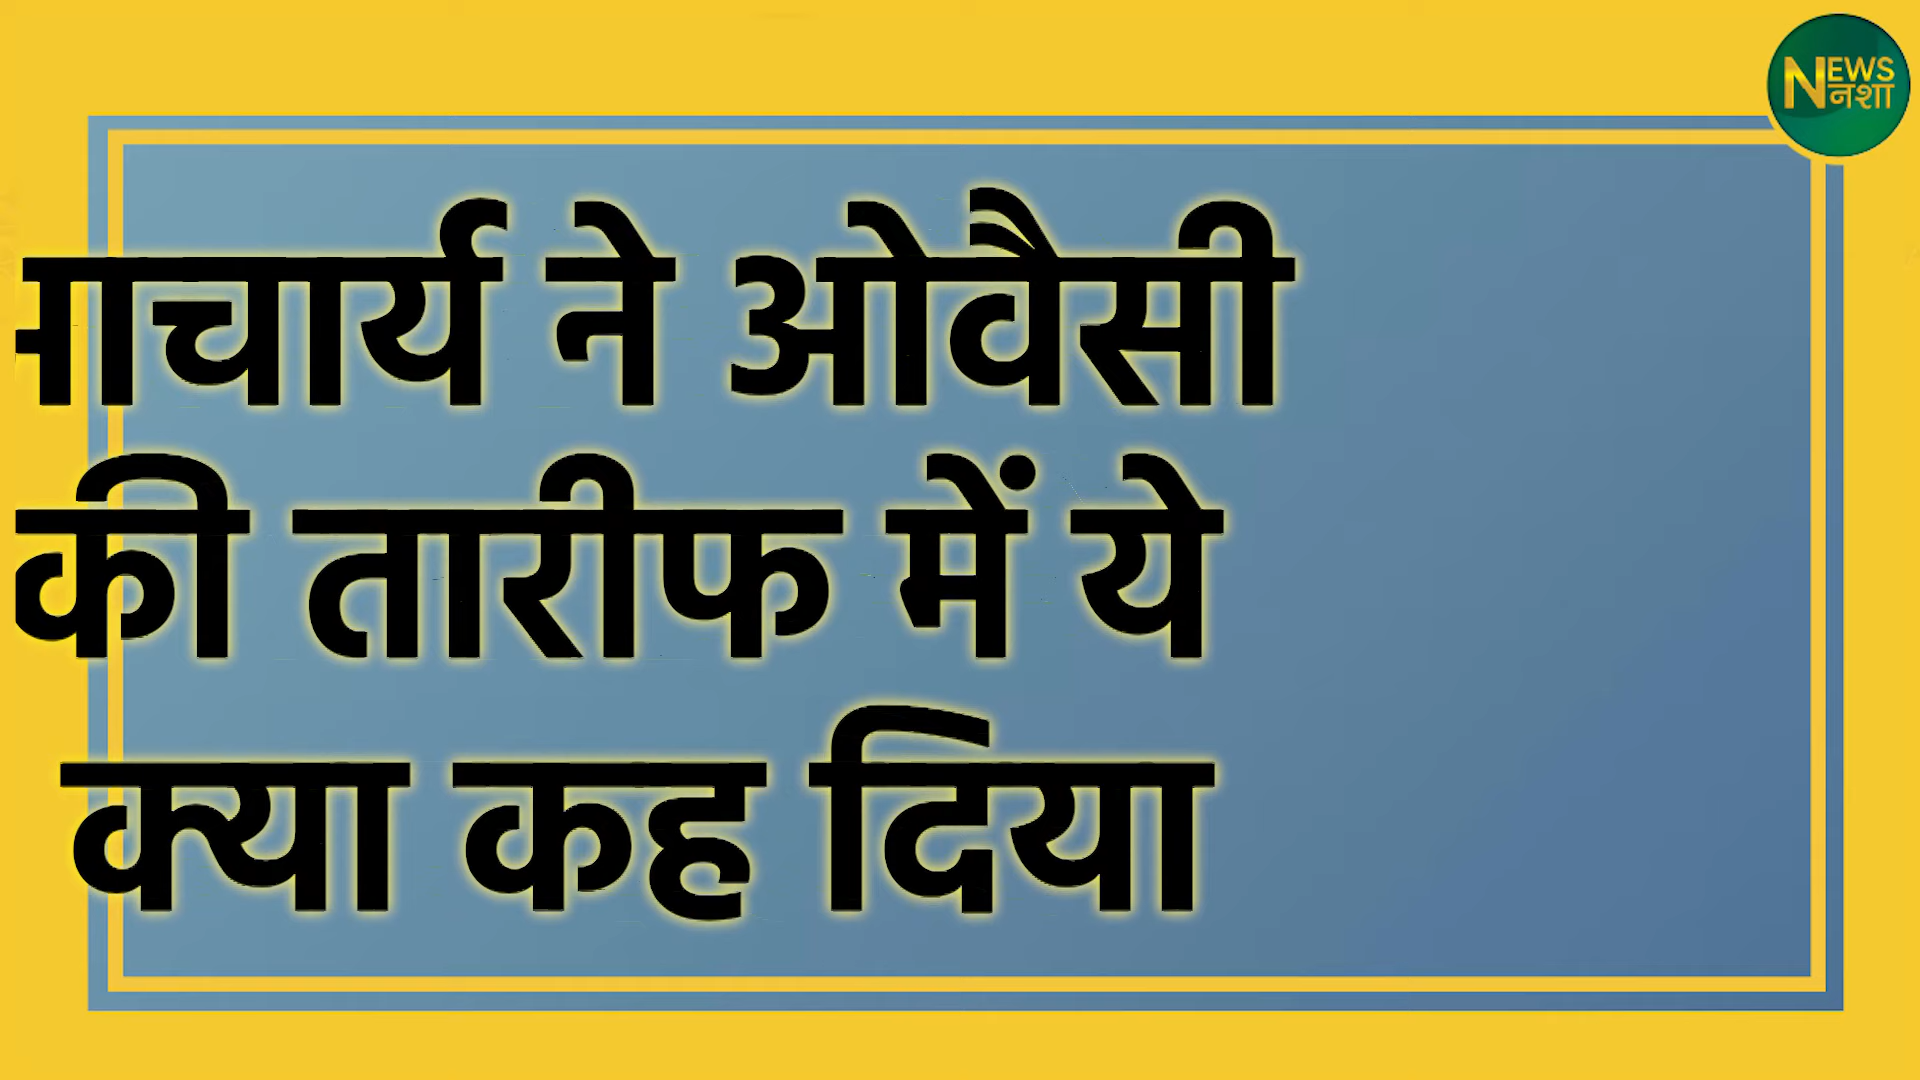 NEWS
नशा
ने ओवैसी
की तारीफ में ये
क्या कह दिया